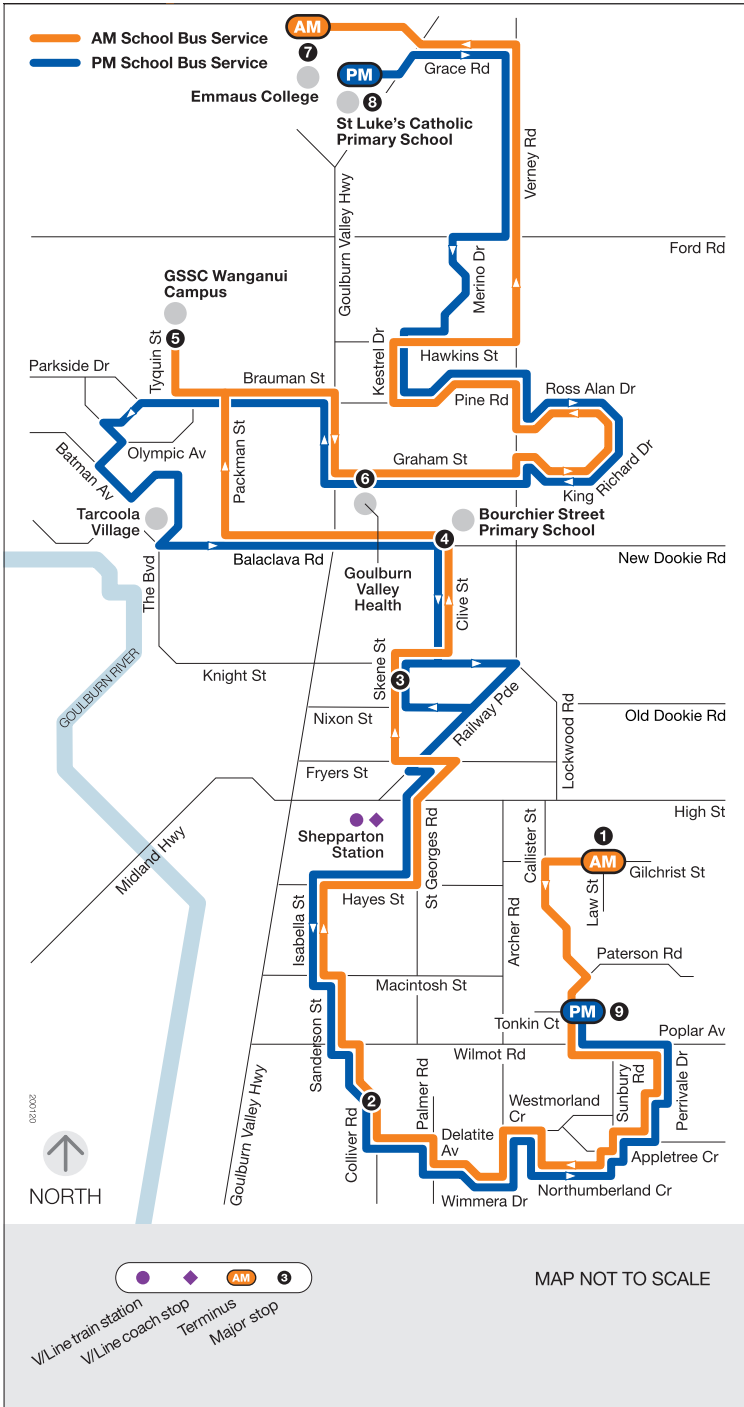 AM
AM School Bus Service
PM School Bus Service
7
Emmaus College
PM
8
Grace Rd
St Luke's Catholic
Primary School
Verney Rd
Goulburn Valley Hwy
Ford Rd
Merino Dr
GSSC Wanganui
Campus
5
Tyquin St
Parkside Dr
Brauman St
Kestrel Dr
Hawkins St
Pine Rd
Ross Alan Dr
King Richard Dr
Olympic Av
Batman Av
Packman St
Graham St
6
Tarcoola
Village
Bourchier Street
Primary School
4
Balaclava Rd
New Dookie Rd
Goulburn
Valley
Health
The Bvd
Clive St
GOULBURN RIVER
Knight St
Skene St
3
Nixon St
Railway Pde
Lockwood Rd
Old Dookie Rd
Fryers St
High St
Midland Hwy
Shepparton
Station
St Georges Rd
Callister St
1
AM
Gilchrist St
Law St
Isabella St
Hayes St
Archer Rd
Paterson Rd
Macintosh St
PM
9
Tonkin Ct
Poplar Av
Sanderson St
Wilmot Rd
Goulburn Valley Hwy
Palmer Rd
Sunbury
Rd
Perrivale Dr
2
Westmorland
Cr
Colliver Rd
Delatite
Av
Appletree Cr
Northumberland Cr
Wimmera Dr
200120
NORTH
AM
3
V/Line train station
V/Line coach stop
Terminus
Major stop
MAP NOT TO SCALE